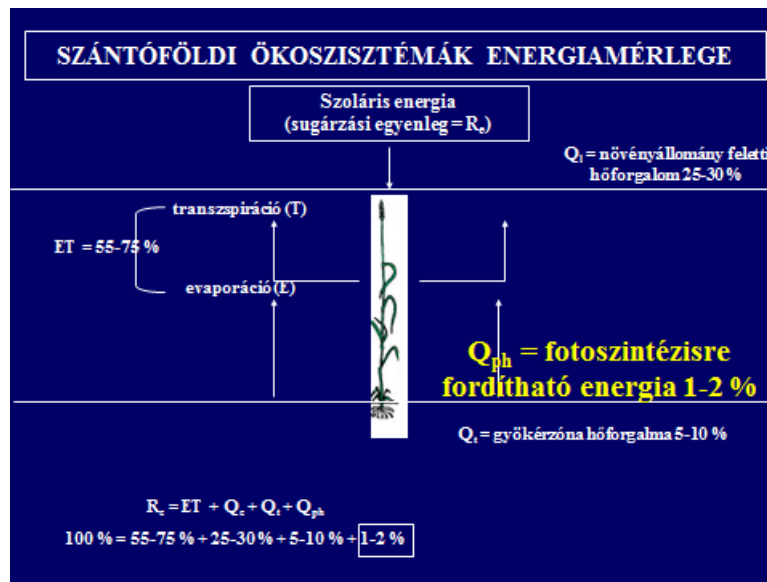 SZÁNTÓFÖLDI ÖKOSZISZTÉMÁK ENERGIAMÉRLEGE
Szoláris energia
(sugárzási egyenleg = Rₑ)
Qₗ = növényállomány feletti
hőforgalom 25-30 %
transzspiráció (T)
ET = 55-75 %
evaporáció (E)
Qph = fotoszintézisre
fordítható energia 1-2 %
Qₜ = gyökérzóna hőforgalma 5-10 %
Rₑ = ET + Qₑ + Qₜ + Qph
100 % = 55-75 % + 25-30 % + 5-10 % + 1-2 %